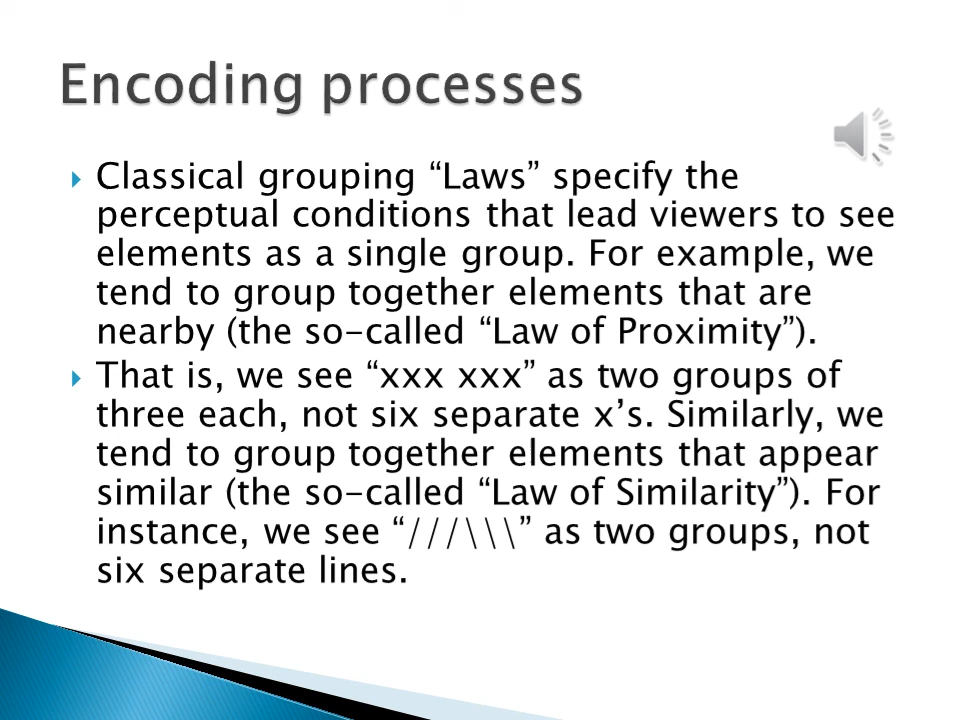 Encoding processes
Classical grouping “Laws” specify the
perceptual conditions that lead viewers to see
elements as a single group. For example, we
tend to group together elements that are
nearby (the so-called “Law of Proximity”).
That is, we see “xxx xxx” as two groups of
three each, not six separate x’s. Similarly, we
tend to group together elements that appear
similar (the so-called “Law of Similarity”). For
instance, we see “///\\\” as two groups, not
six separate lines.